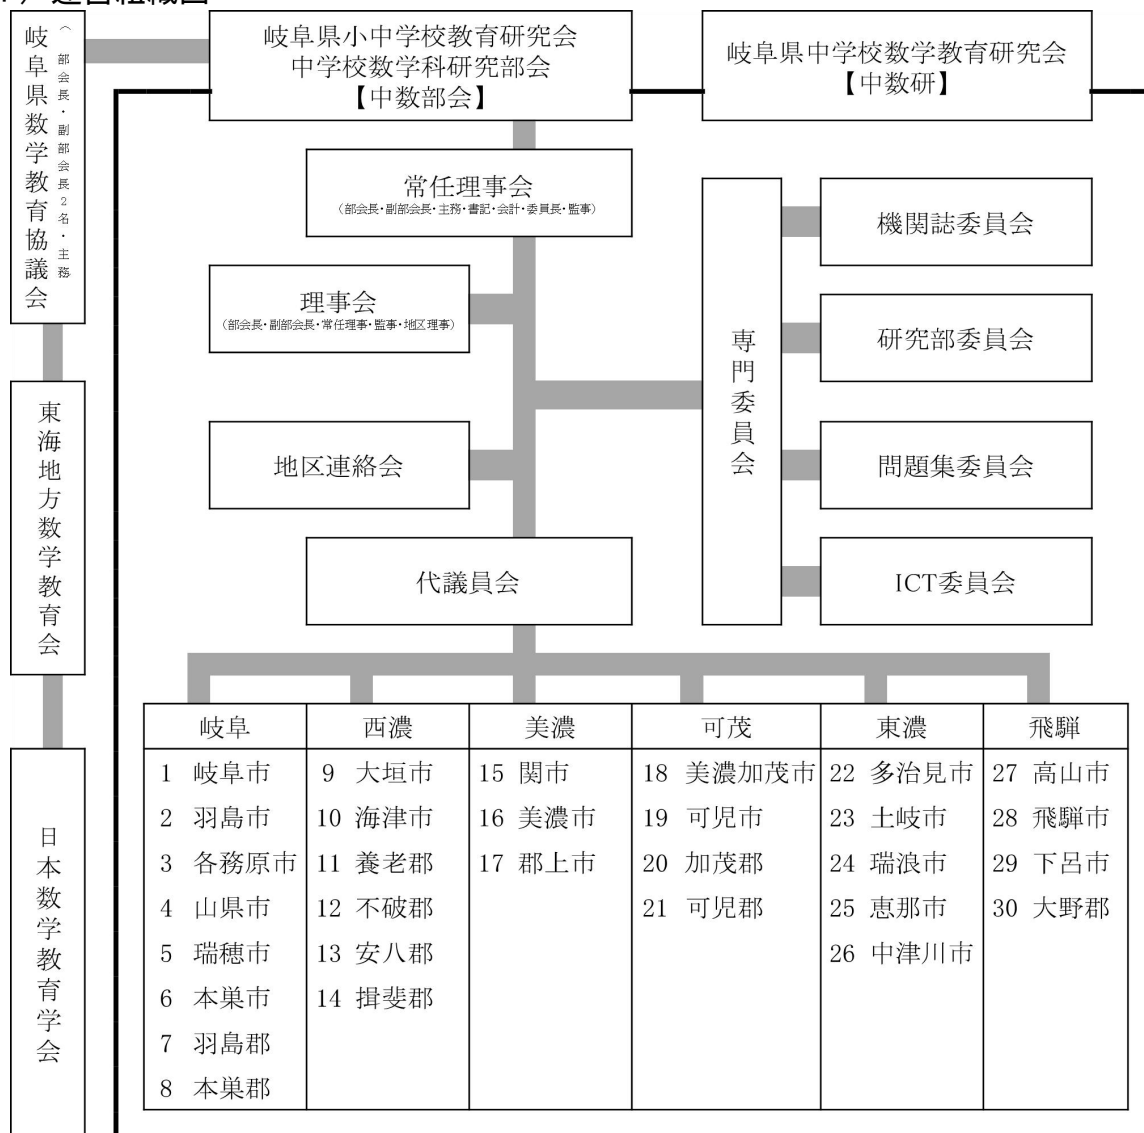 岐阜県数学教育協議会
(部会長・副部会長2名・主務
東海地方数学教育会
日本数学教育学会
岐阜県小中学校教育研究会
中学校数学科研究部会
【中数部会】
岐阜県中学校数学教育研究会
【中数研】
常任理事会
(部会長・副部会長・主務・書記・会計・委員長・監事)
理事会
(部会長・副部会長・常任理事・監事・地区理事)
地区連絡会
代議員会
専門委員会
機関誌委員会
研究部委員会
問題集委員会
ICT委員会
岐阜
1 岐阜市
2 羽島市
3 各務原市
4 山県市
5 瑞穂市
6 本巣市
7 羽島郡
8 本巣郡
西濃
9 大垣市
10 海津市
11 養老郡
12 不破郡
13 安八郡
14 揖斐郡
美濃
15 関市
16 美濃市
17 郡上市
可茂
18 美濃加茂市
19 可児市
20 加茂郡
21 可児郡
東濃
22 多治見市
23 土岐市
24 瑞浪市
25 恵那市
26 中津川市
飛騨
27 高山市
28 飛騨市
29 下呂市
30 大野郡